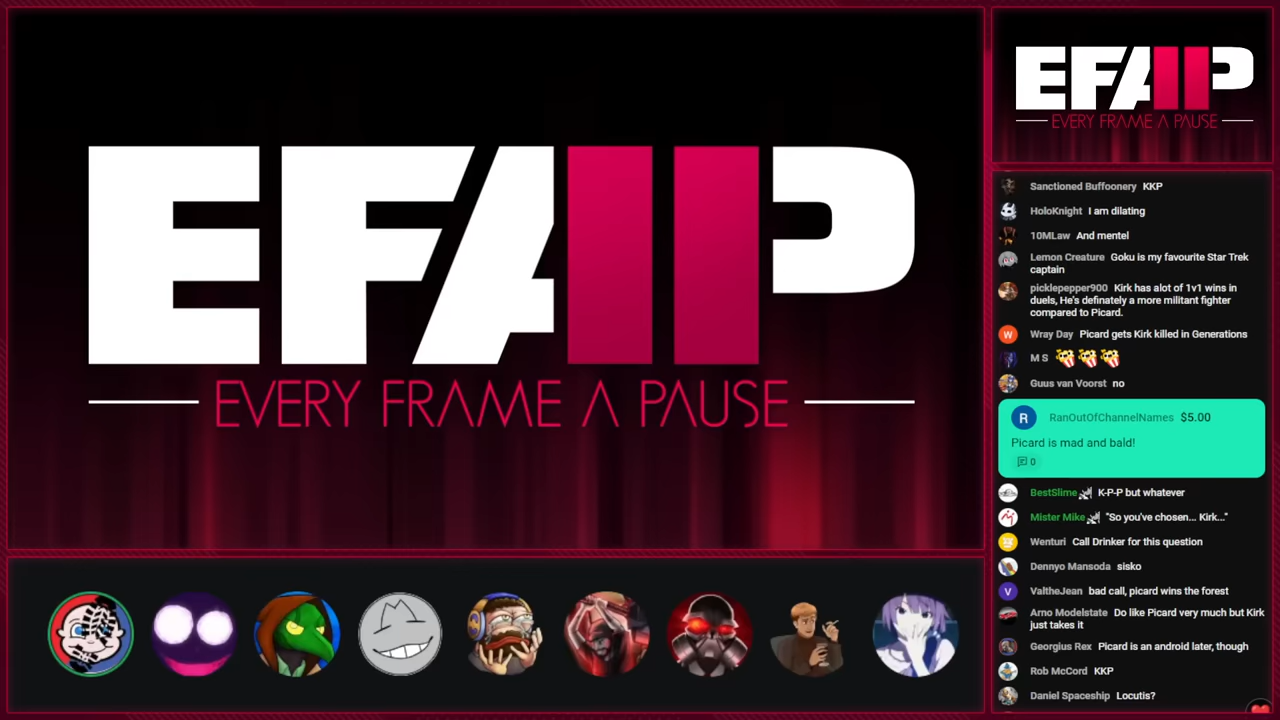 EFAP
EVERY FRAME A PAUSE
EFAP
EVERY FRAME A PAUSE
Sanctioned Buffoonery KKP
HoloKnight I am dilating
10MLaw And mentel
Lemon Creature Goku is my favourite Star Trek
captain
picklepepper900 Kirk has alot of 1v1 wins in
duels, He's definately a more militant fighter
compared to Picard.
W Wray Day Picard gets Kirk killed in Generations
M S
Guus van Voorst no
R RanOutOfChannelNames $5.00
Picard is mad and bald!
0
BestSlime K-P-P but whatever
Mister Mike "So you've chosen... Kirk..."
Wenturi Call Drinker for this question
Dennyo Mansoda sisko
V ValtheJean bad call, picard wins the forest
Arno Modelstate Do like Picard very much but Kirk
just takes it
Georgius Rex Picard is an android later, though
Rob McCord KKP
Daniel Spaceship Locutis?